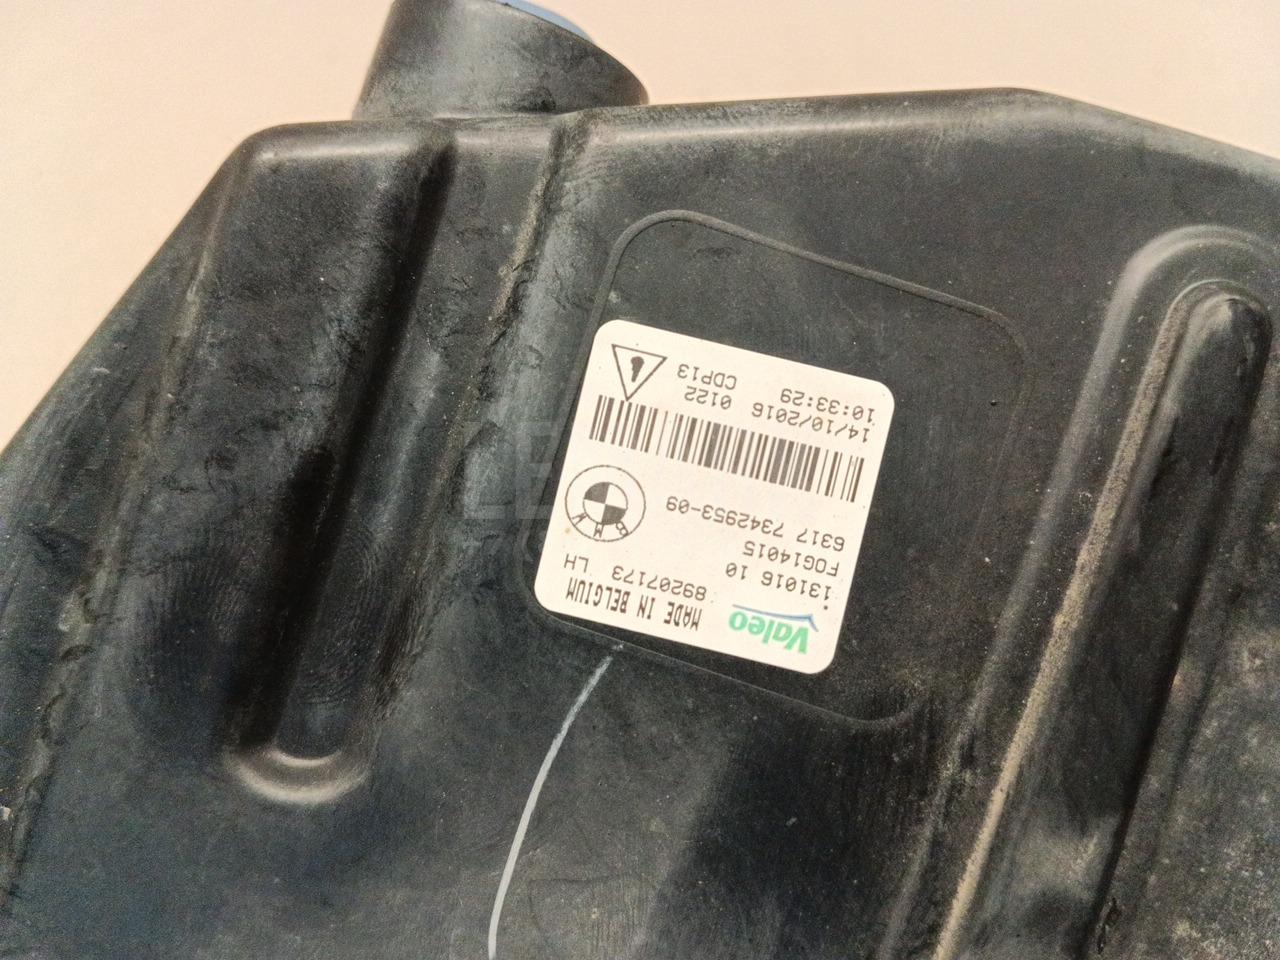 Valeo MADE IN BELGIUM
131016 10 89207173 LH
FOG14015
6317 7342953-09
BMW
14/10/2016 0122
10:33:29 CDP13